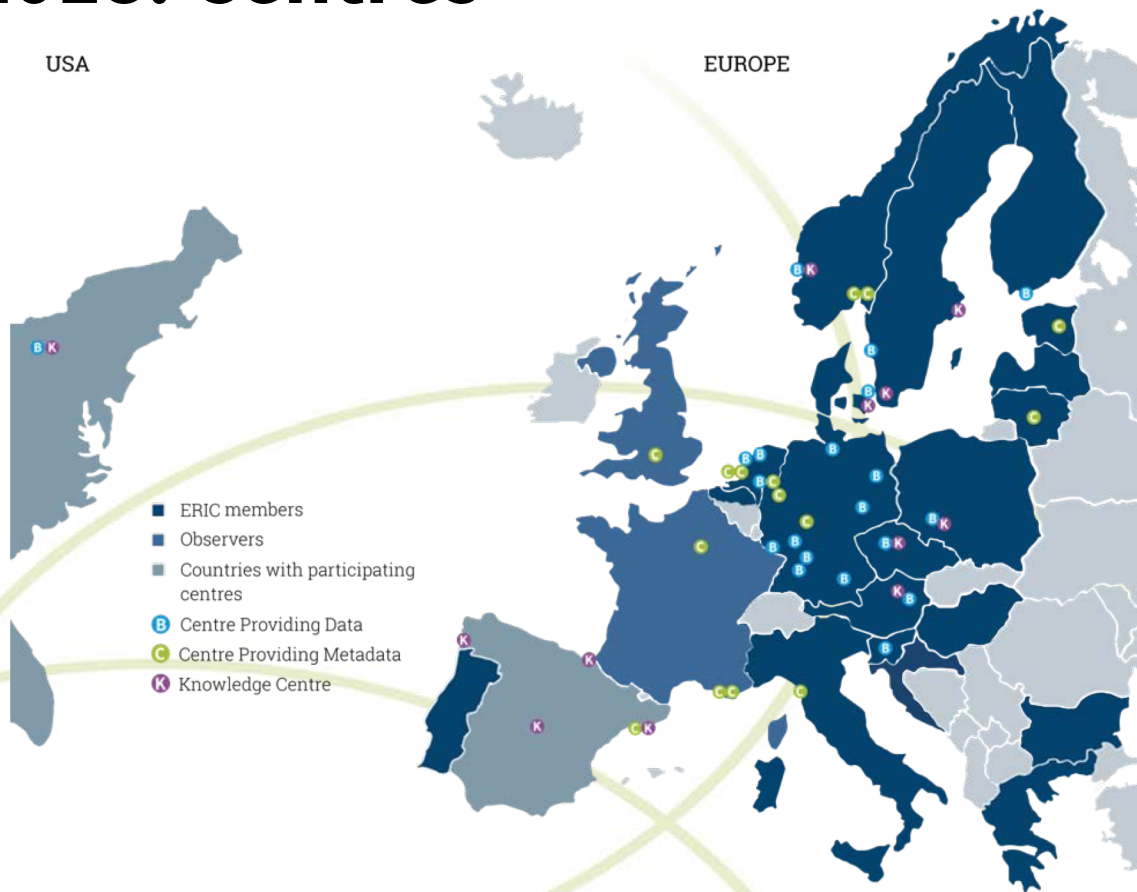 USA
EUROPE
ERIC members
Observers
Countries with participating
centres
B Centre Providing Data
C Centre Providing Metadata
K Knowledge Centre
B K
B K
C C
B
K
C
B
B
K
K
C
C
B B
C C
B C
C
B
B
B
C
B K
C
B
B
B
B
B
B K
K B
B
K
K
C C
C
K
C K